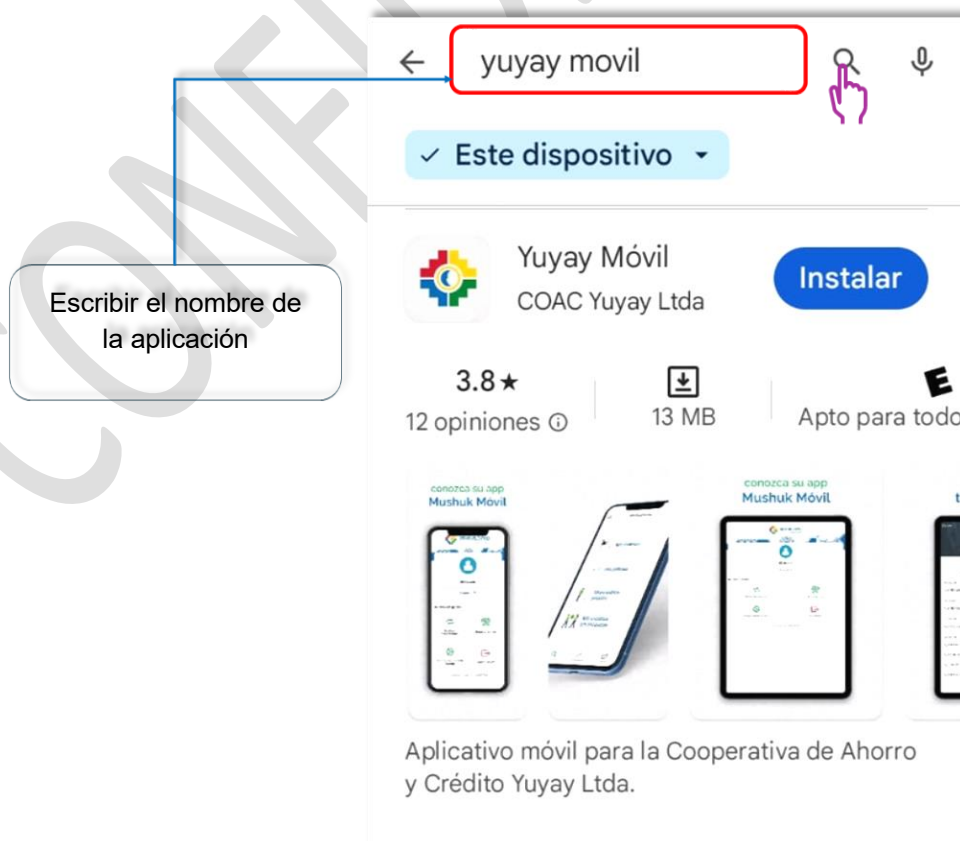 yuyay movil
Este dispositivo
Escribir el nombre de
la aplicación
Yuyay Móvil
COAC Yuyay Ltda
Instalar
3.8★
12 opiniones
13 MB
E
Apto para todo
conozca su app
Mushuk Móvil
conozca su app
Mushuk Móvil
t
Aplicativo móvil para la Cooperativa de Ahorro
y Crédito Yuyay Ltda.